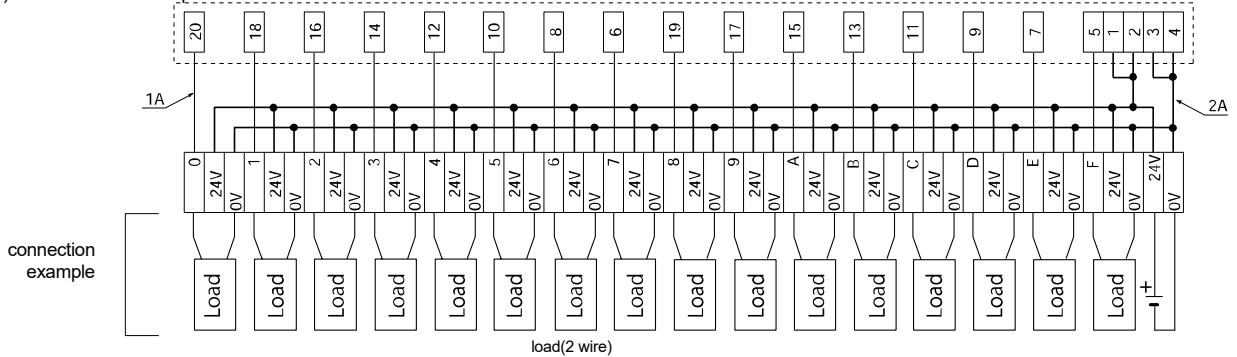 20 18 16 14 12 10 8 6 19 17 15 13 11 9 7 5 1 2 3 4
1A
2A
0 24V 0V 1 24V 0V 2 24V 0V 3 24V 0V 4 24V 0V 5 24V 0V 6 24V 0V 7 24V 0V 8 24V 0V 9 24V 0V A 24V 0V B 24V 0V C 24V 0V D 24V 0V E 24V 0V F 24V 0V 24V 0V
connection
example
Load Load Load Load Load Load Load Load Load Load Load Load Load Load Load Load +
load(2 wire)